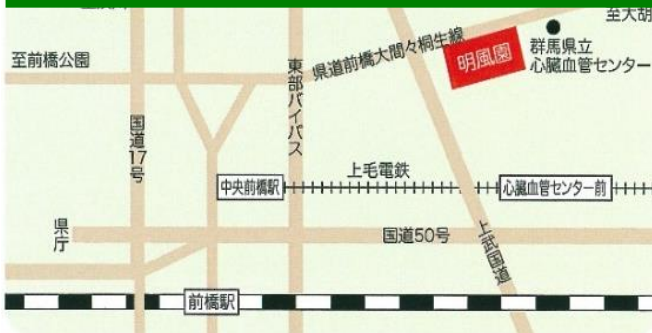 至大胡
至前橋公園
県道前橋大間々桐生線
明風園
群馬県立
心臓血管センター
東部バイパス
国道17号
上毛電鉄
中央前橋駅
心臓血管センター前
県庁
国道50号
上武国道
前橋駅